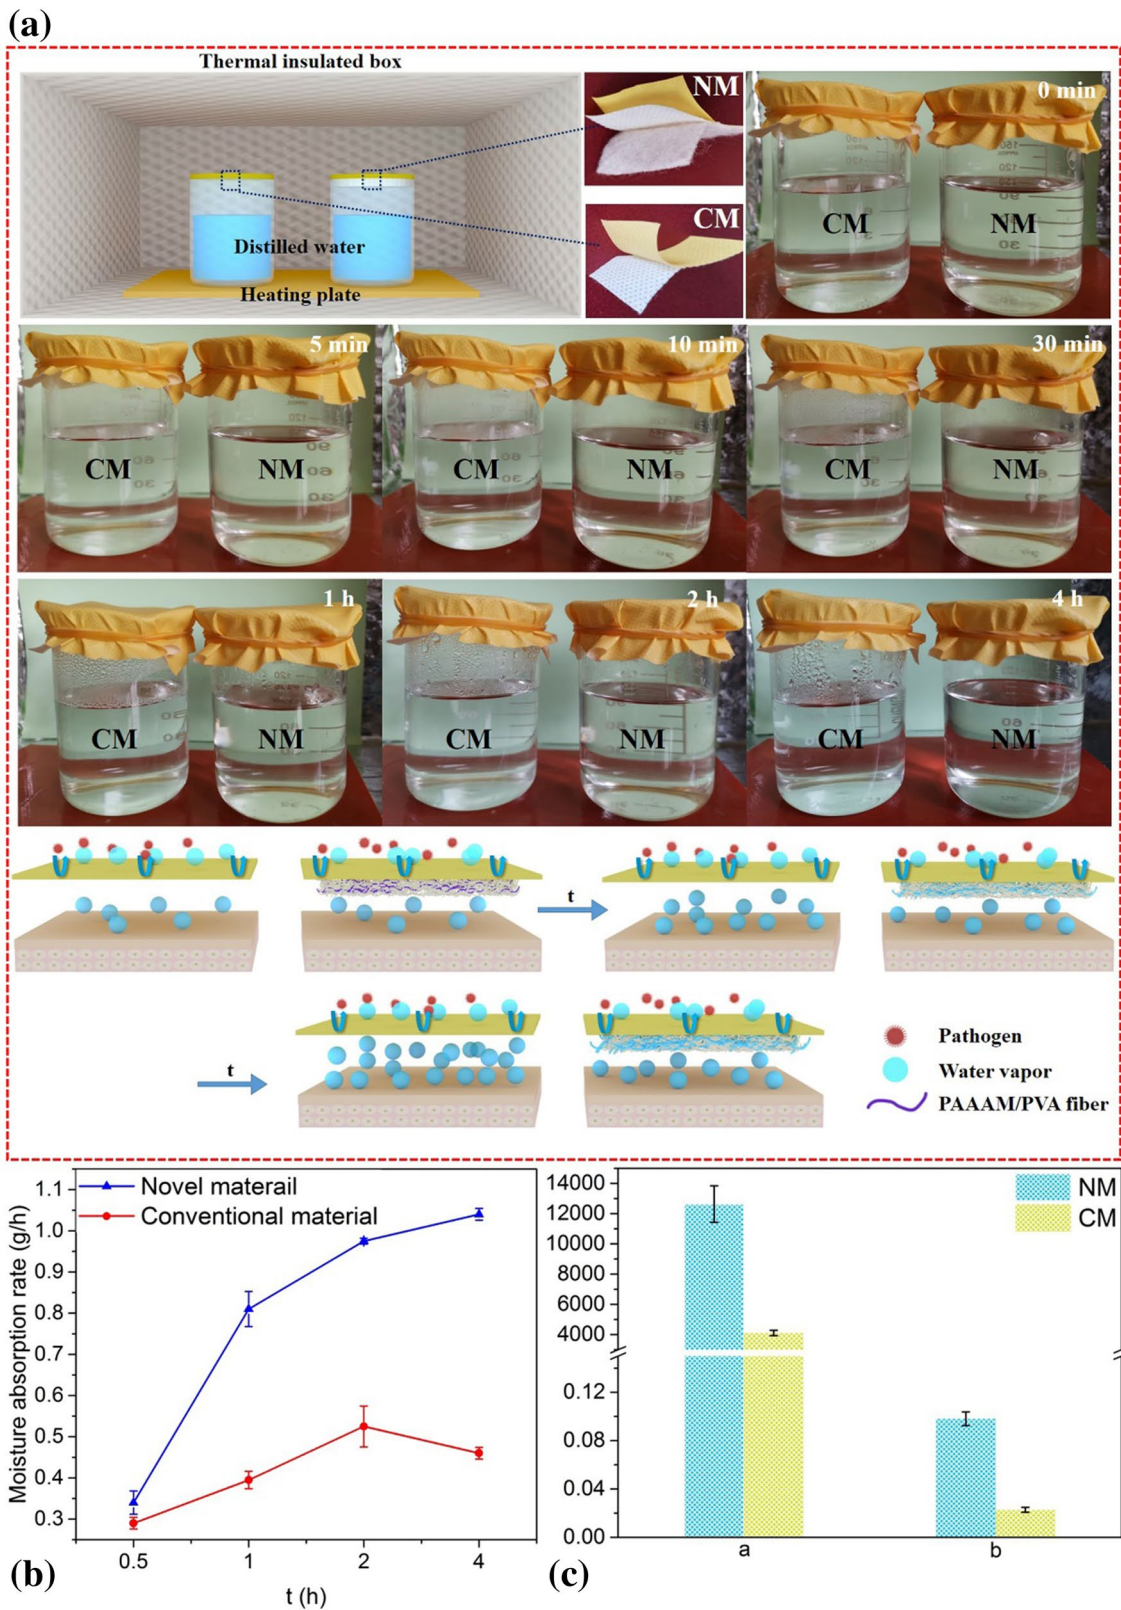 (a)
Thermal insulated box
NM
CM
Distilled water
Heating plate
0 min
CM
NM
5 min
CM
NM
10 min
CM
NM
30 min
CM
NM
1 h
CM
NM
2 h
CM
NM
4 h
CM
NM
t
t
Pathogen
Water vapor
PAAAM/PVA fiber
Moisture absorption rate (g/h)
1.1
1.0
0.9
0.8
0.7
0.6
0.5
0.4
0.3
Novel materail
Conventional material
0.5 1 2 4
t (h)
(b)
14000
12000
10000
8000
6000
4000
0.12
0.08
0.04
0.00
NM
CM
a b
(c)